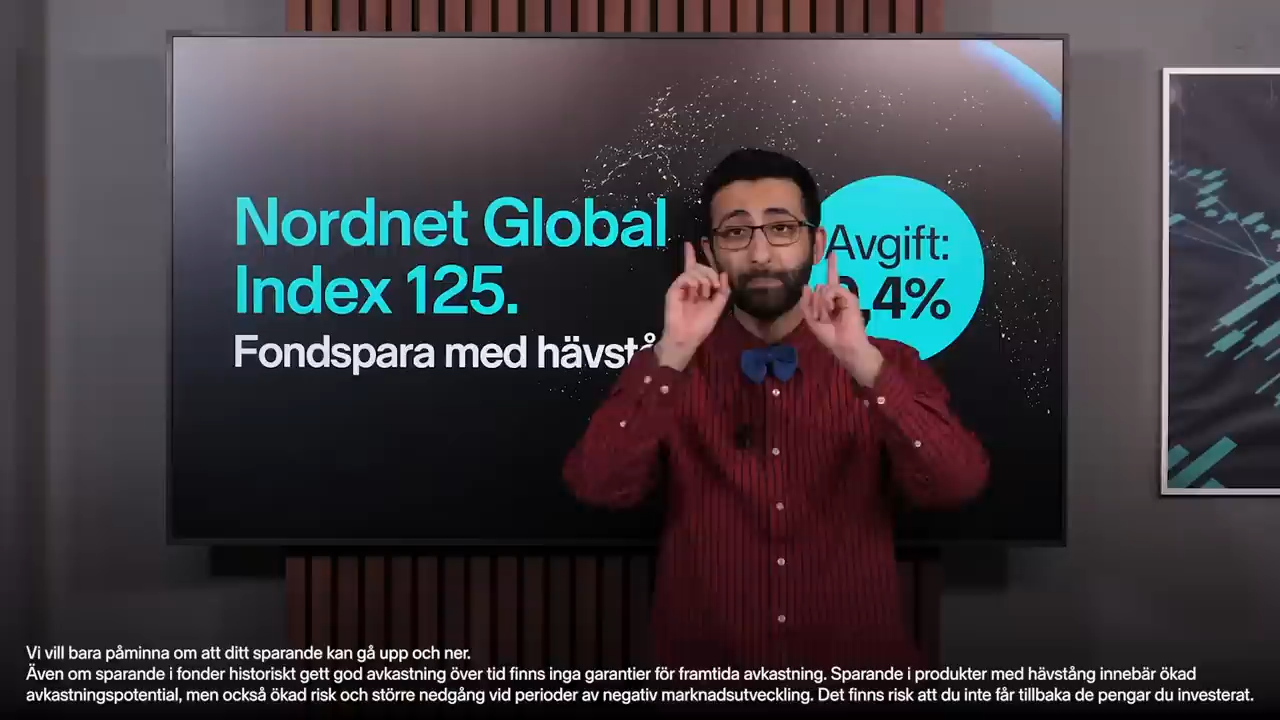 Nordnet Global
Index 125.
Fondspara med
Avgift:
Vi vill bara påminna om att ditt sparande kan gå upp och ner.
Även om sparande i fonder historiskt gett god avkastning över tid finns inga garantier för framtida avkastning. Sparande i produkter med hävstång innebär ökad
avkastningspotential, men också ökad risk och större nedgång vid perioder av negativ marknadsutveckling. Det finns risk att du inte får tillbaka de pengar du investerat.